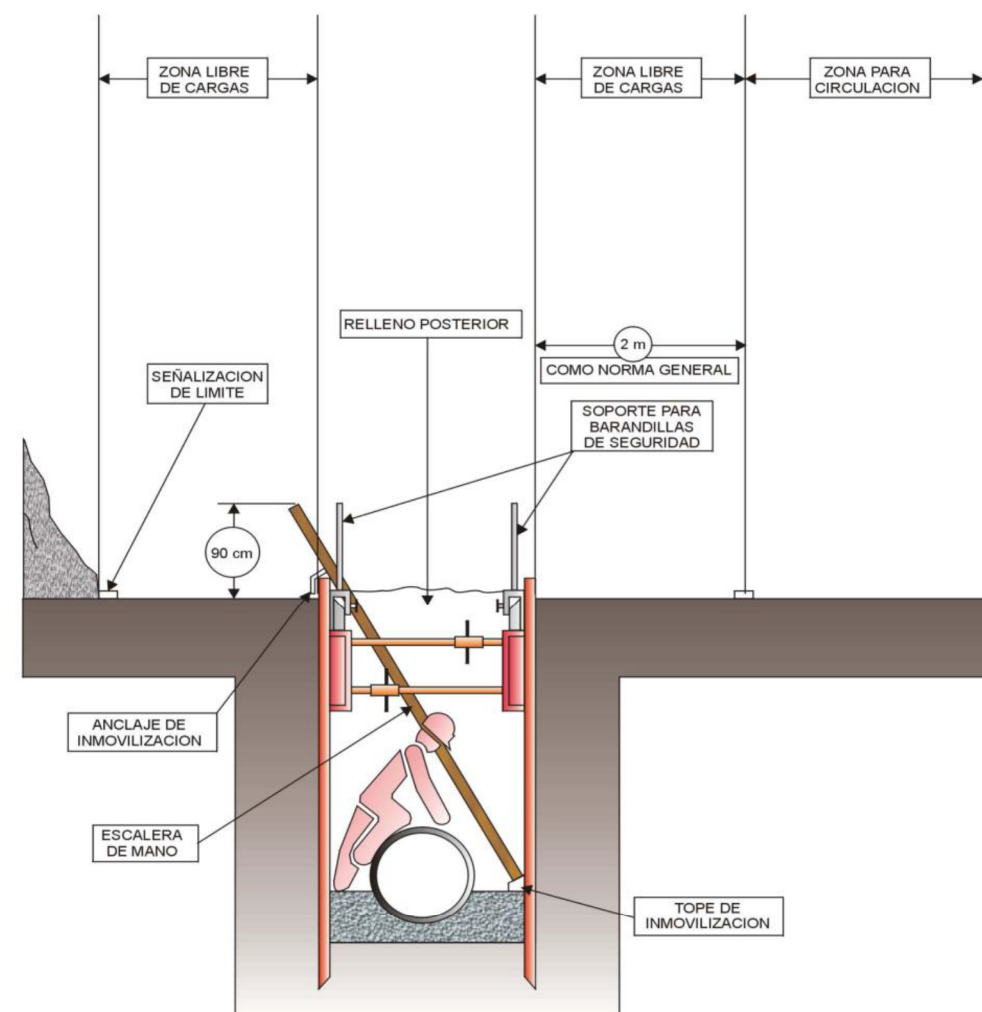 ZONA LIBRE
DE CARGAS
ZONA LIBRE
DE CARGAS
ZONA PARA
CIRCULACION
RELLENO POSTERIOR
2 m
COMO NORMA GENERAL
SEÑALIZACION
DE LIMITE
SOPORTE PARA
BARANDILLAS
DE SEGURIDAD
90 cm
ANCLAJE DE
INMOVILIZACION
ESCALERA
DE MANO
TOPE DE
INMOVILIZACION